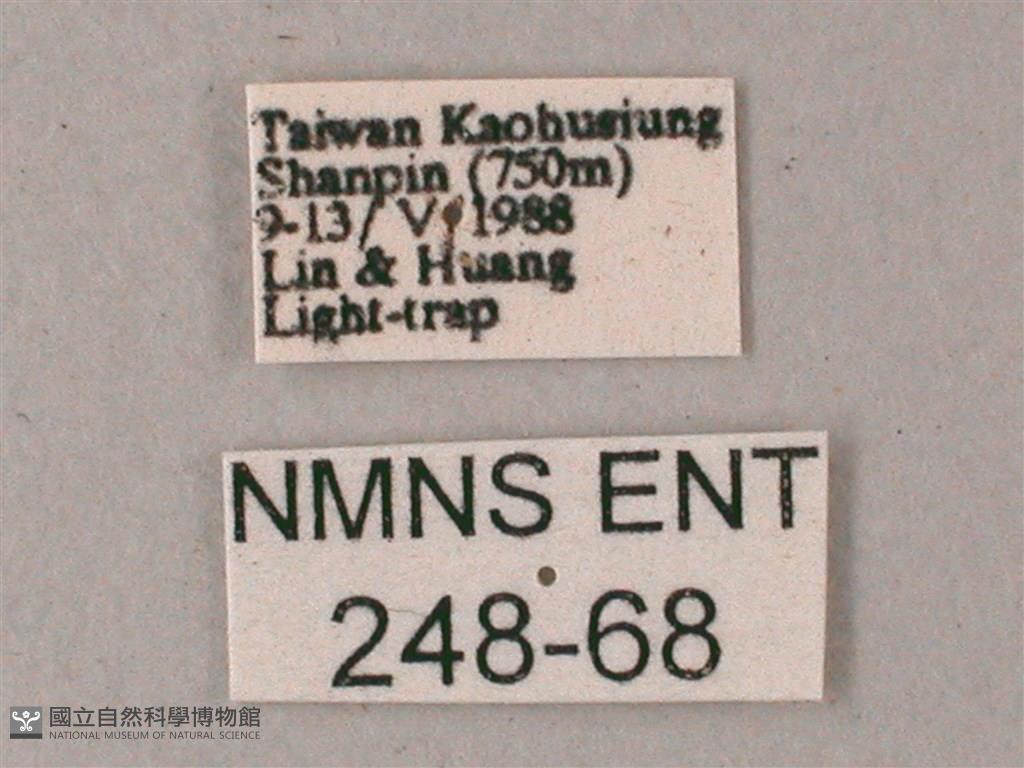 Taiwan Kaohusiung
Shanpin (750m)
9-13/ V, 1988
Lin & Huang
Light-trap
NMNS ENT
248-68
國立自然科學博物館
NATIONAL MUSEUM OF NATURAL SCIENCE